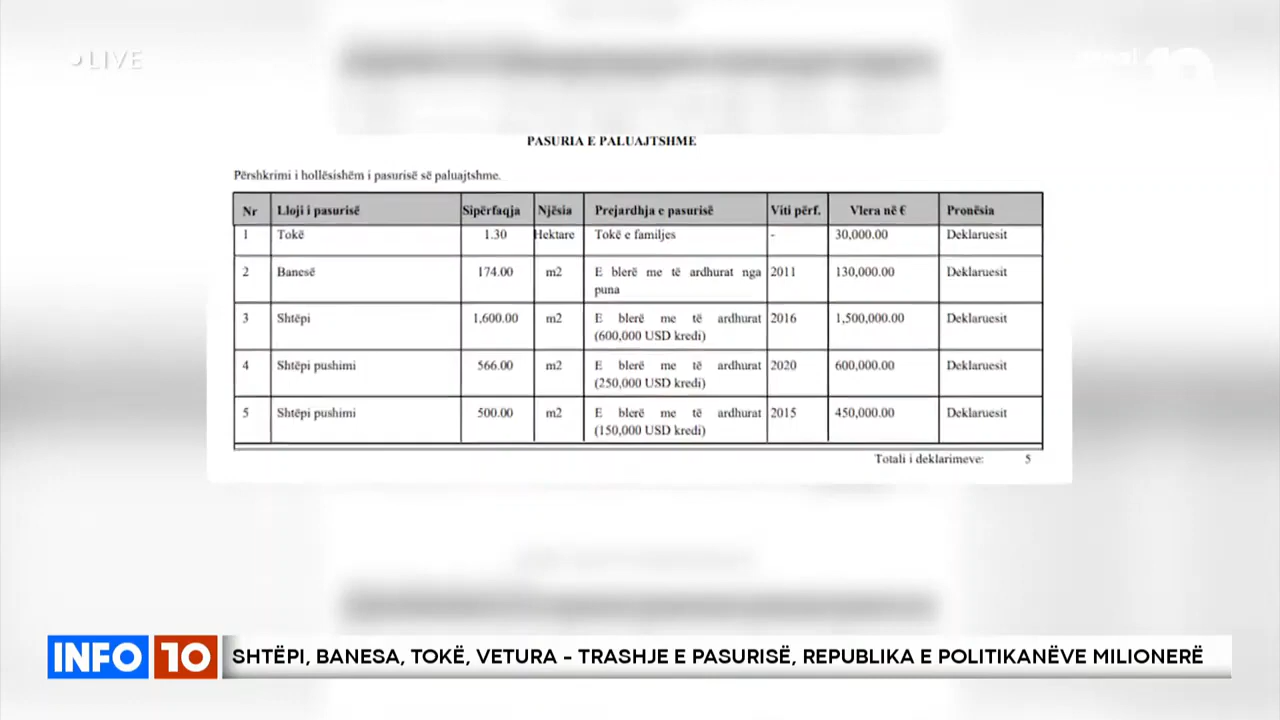 LIVE
PASURIA E PALUAJTSHME
Përshkrimi i hollësishëm i pasurisë së paluajtshme.
Nr Lloji i pasurisë Sipërfaqja Njësia Prejardhja e pasurisë Viti përf. Vlera në € Pronësia
1 Tokë 1.30 Hektare Tokë e familjes - 30,000.00 Deklaruesit
2 Banesë 174.00 m2 E blerë me të ardhurat nga 2011 130,000.00 Deklaruesit
puna
3 Shtëpi 1,600.00 m2 E blerë me të ardhurat 2016 1,500,000.00 Deklaruesit
(600,000 USD kredi)
4 Shtëpi pushimi 566.00 m2 E blerë me të ardhurat 2020 600,000.00 Deklaruesit
(250,000 USD kredi)
5 Shtëpi pushimi 500.00 m2 E blerë me të ardhurat 2015 450,000.00 Deklaruesit
(150,000 USD kredi)
Totali i deklarimeve: 5
INFO 10 SHTËPI, BANESA, TOKË, VETURA - TRASHJE E PASURISË, REPUBLIKA E POLITIKANËVE MILIONERË